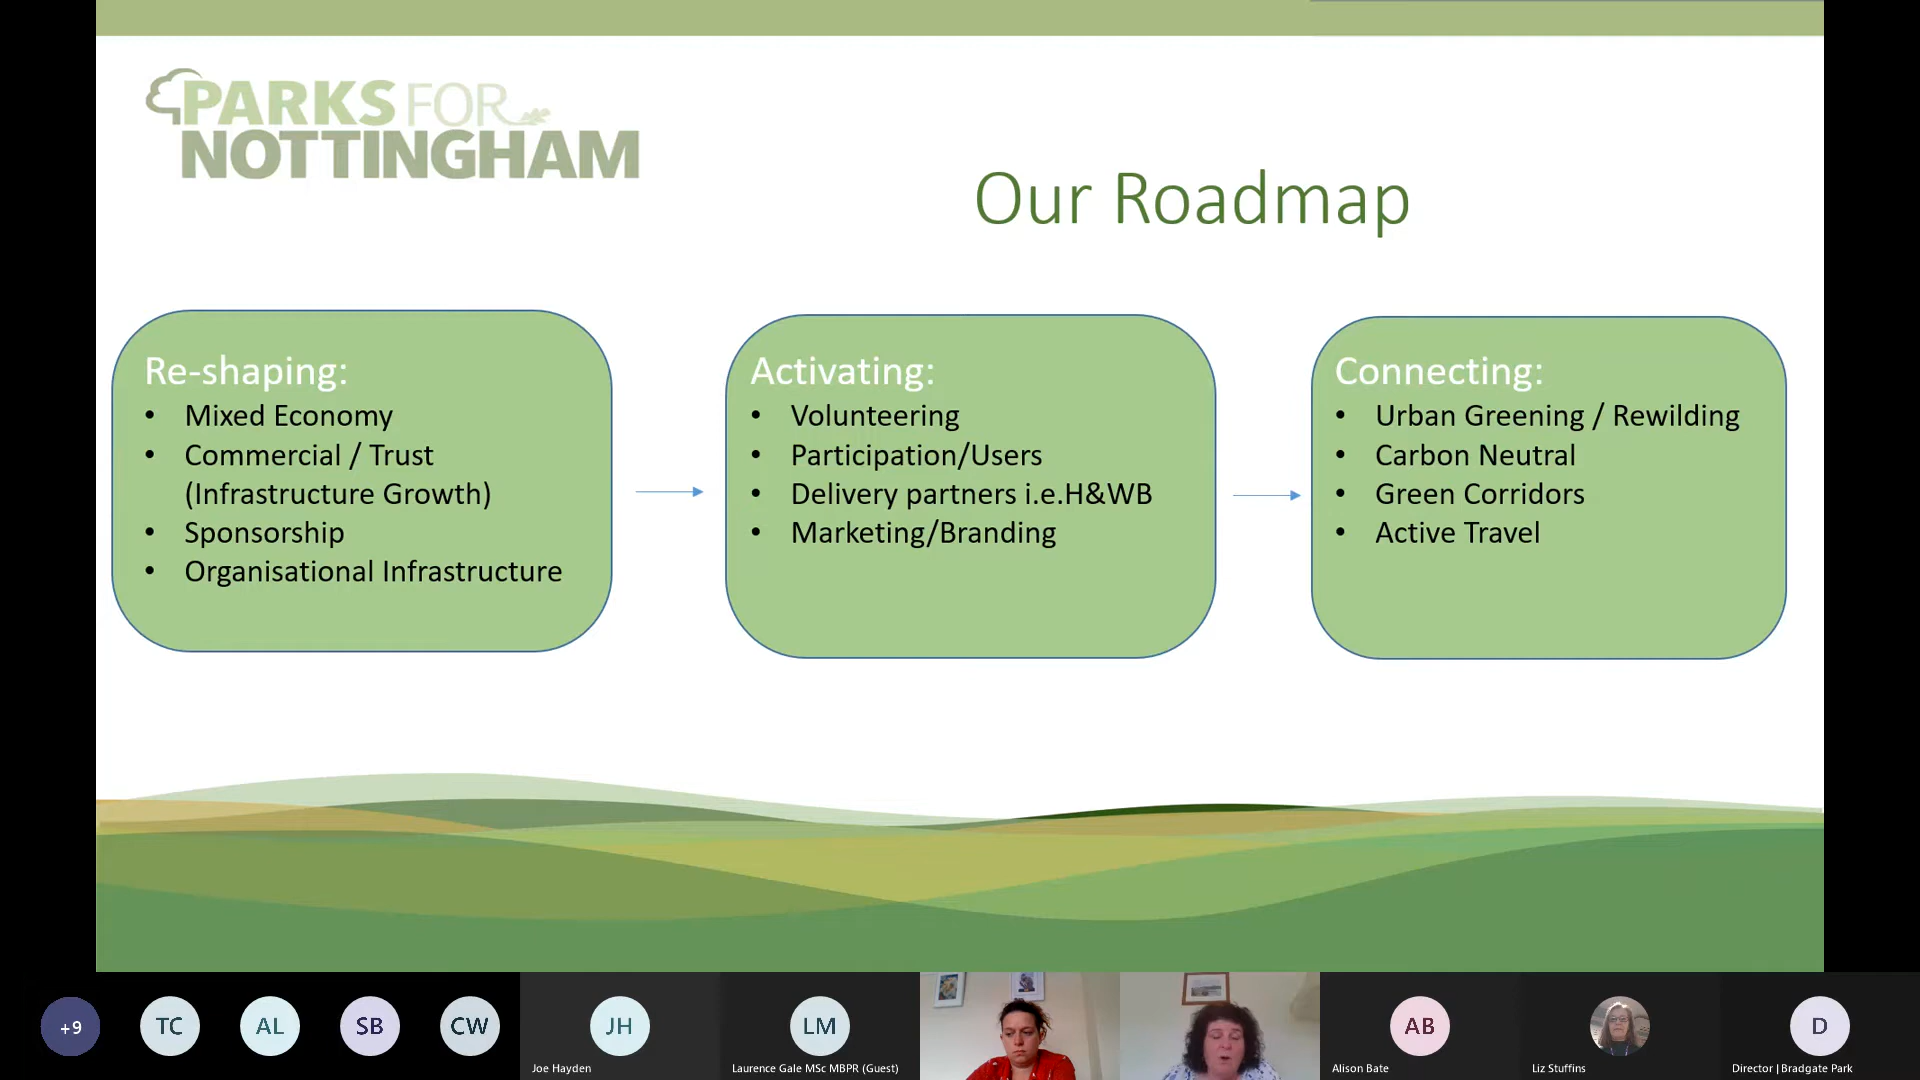 PARKS FOR
NOTTINGHAM
Our Roadmap
Re-shaping:
• Mixed Economy
• Commercial / Trust
(Infrastructure Growth)
• Sponsorship
• Organisational Infrastructure
Activating:
• Volunteering
• Participation/Users
• Delivery partners i.e.H&WB
• Marketing/Branding
Connecting:
• Urban Greening / Rewilding
• Carbon Neutral
• Green Corridors
• Active Travel
+9
TC
AL
SB
CW
JH
Joe Hayden
LM
Laurence Gale MSc MBPR (Guest)
AB
Alison Bate
Liz Stuffins
D
Director | Bradgate Park